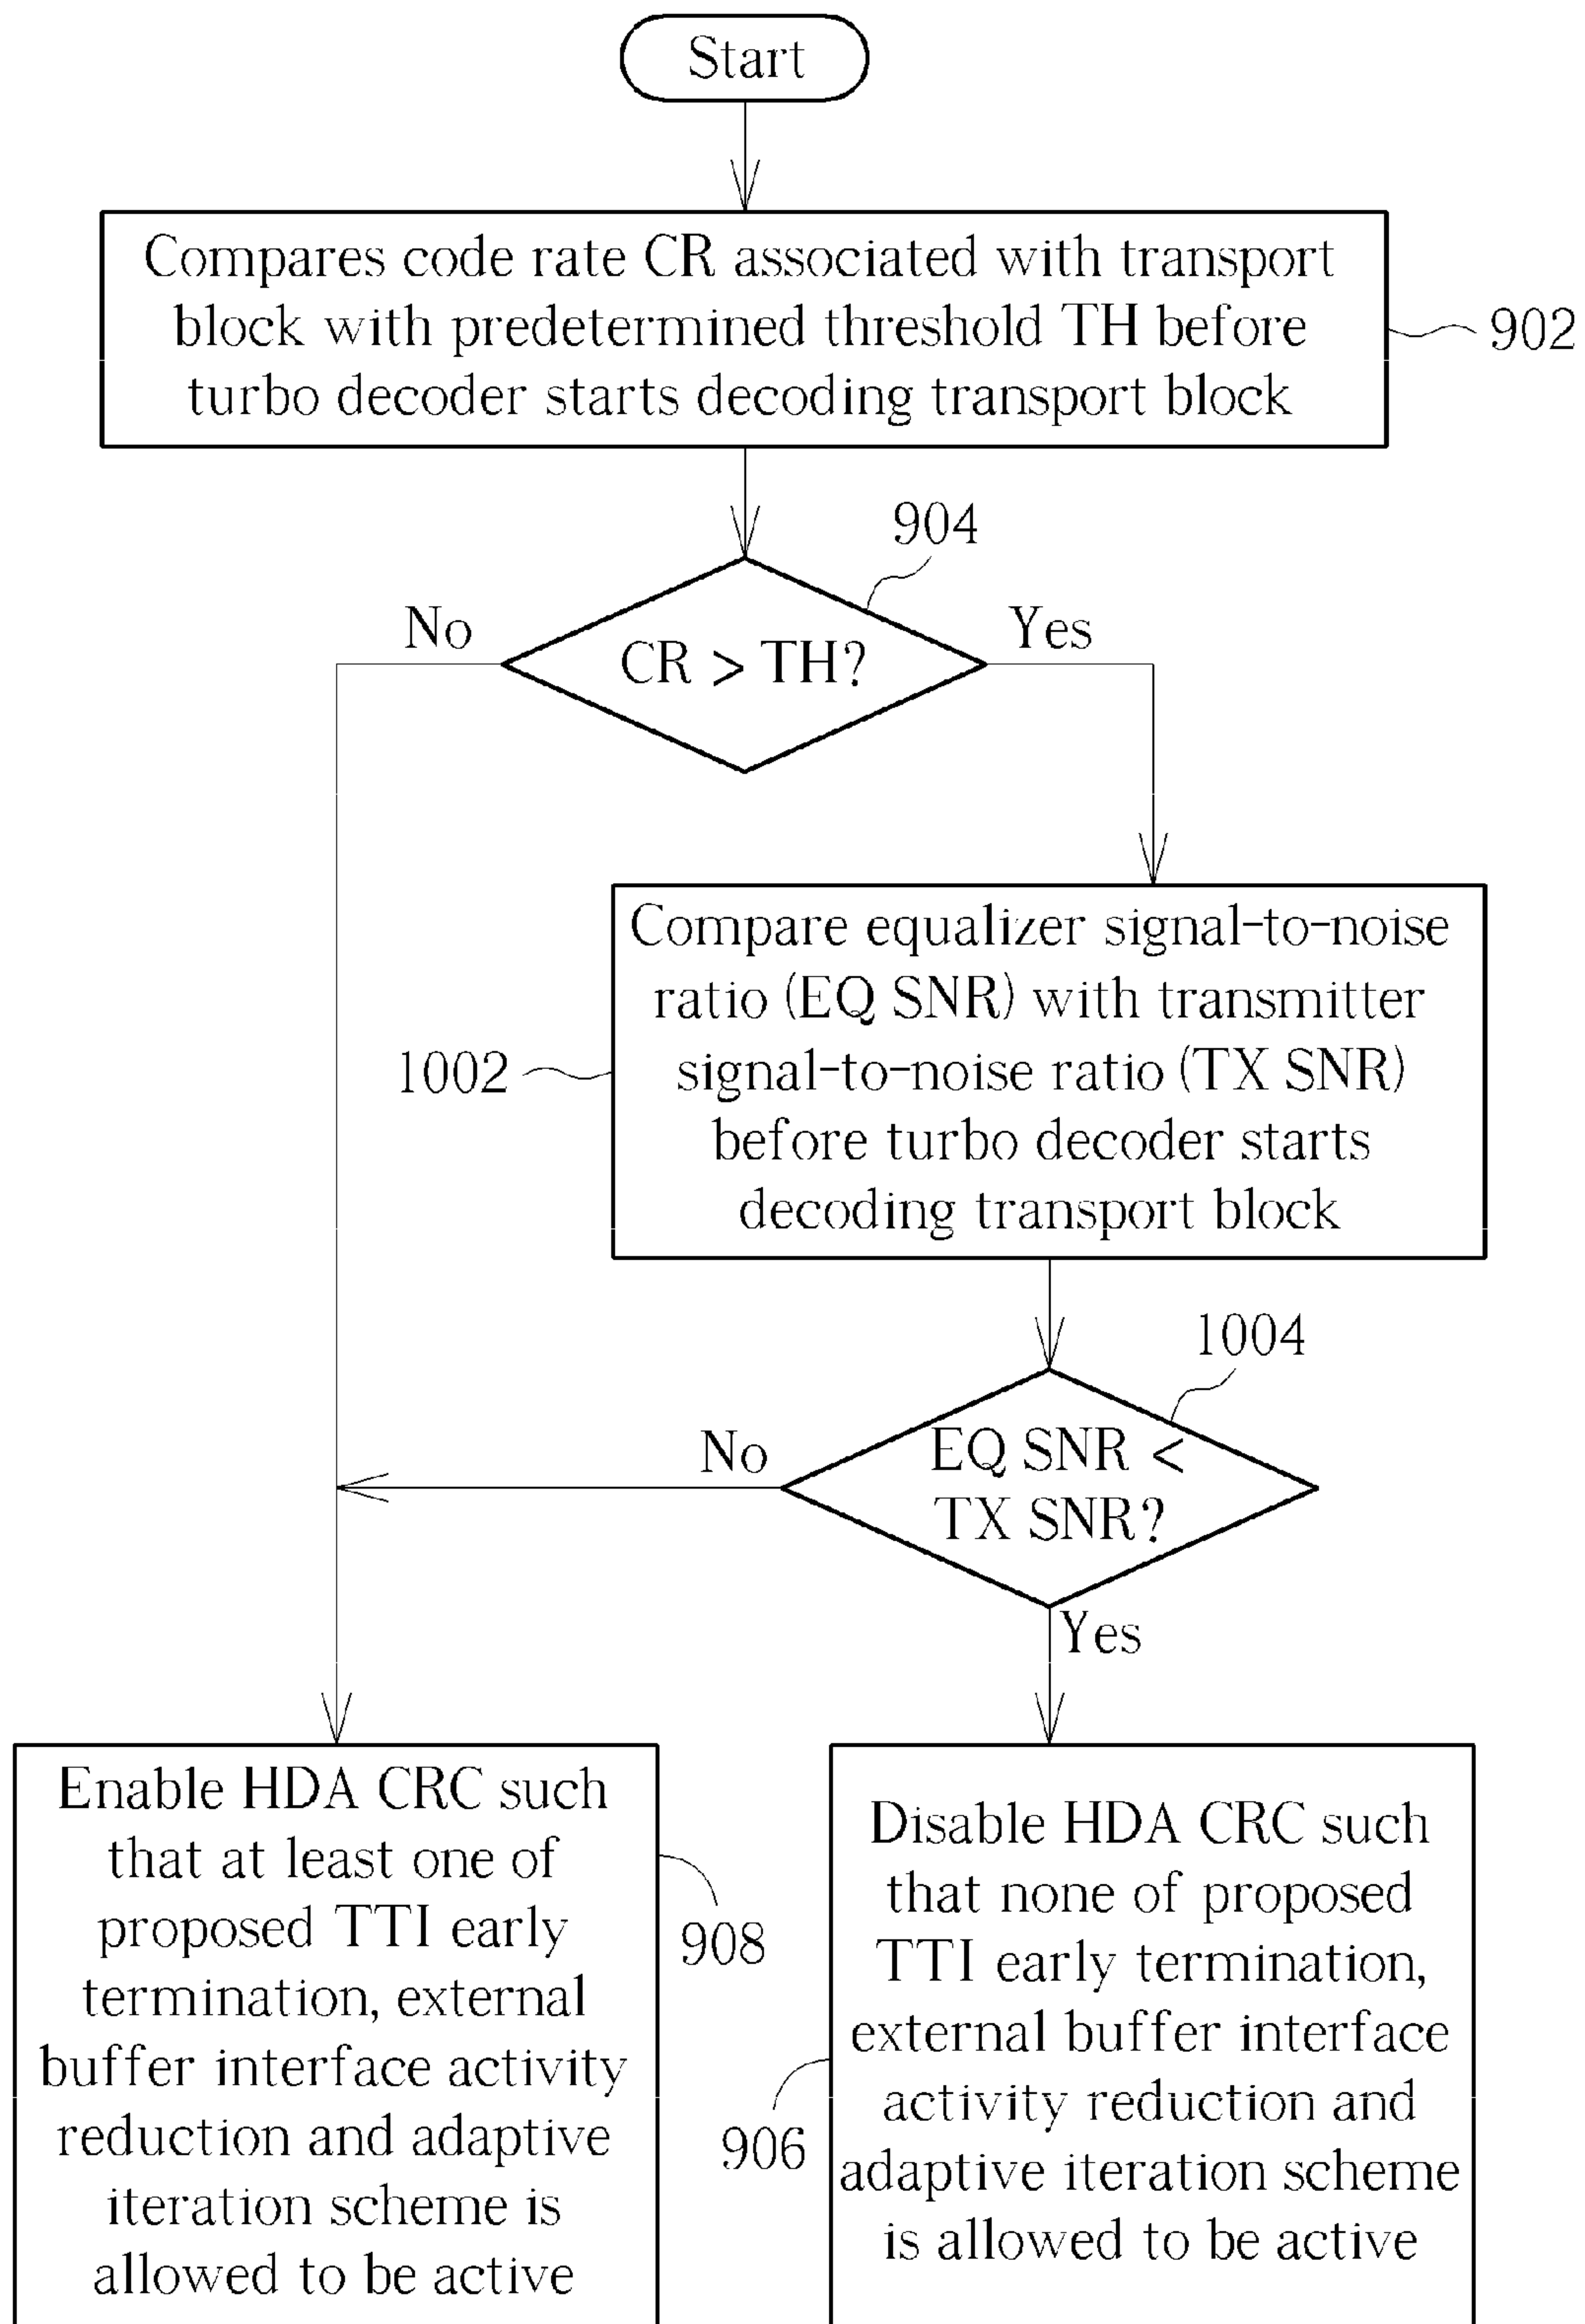 Start
Compares code rate CR associated with transport
block with predetermined threshold TH before
turbo decoder starts decoding transport block
902
904
No
Yes
CR > TH?
Compare equalizer signal-to-noise
ratio (EQ SNR) with transmitter
signal-to-noise ratio (TX SNR)
before turbo decoder starts
decoding transport block
1002
1004
No
EQ SNR <
TX SNR?
Yes
Enable HDA CRC such
that at least one of
proposed TTI early
termination, external
buffer interface activity
reduction and adaptive
iteration scheme is
allowed to be active
908
Disable HDA CRC such
that none of proposed
TTI early termination,
external buffer interface
activity reduction and
adaptive iteration scheme
is allowed to be active
906